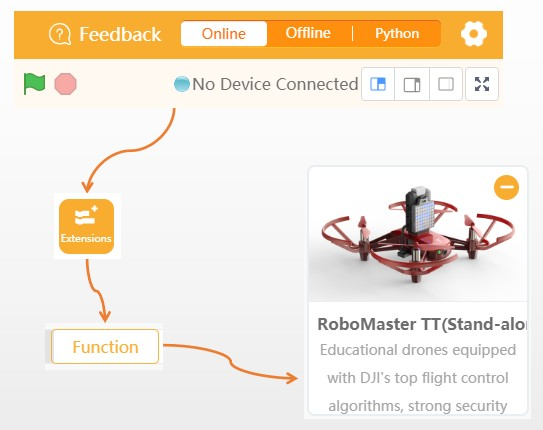 Feedback
Online
Offline
Python
No Device Connected
Extensions
Function
RoboMaster TT(Stand-alo
Educational drones equipped
with DJI's top flight control
algorithms, strong security